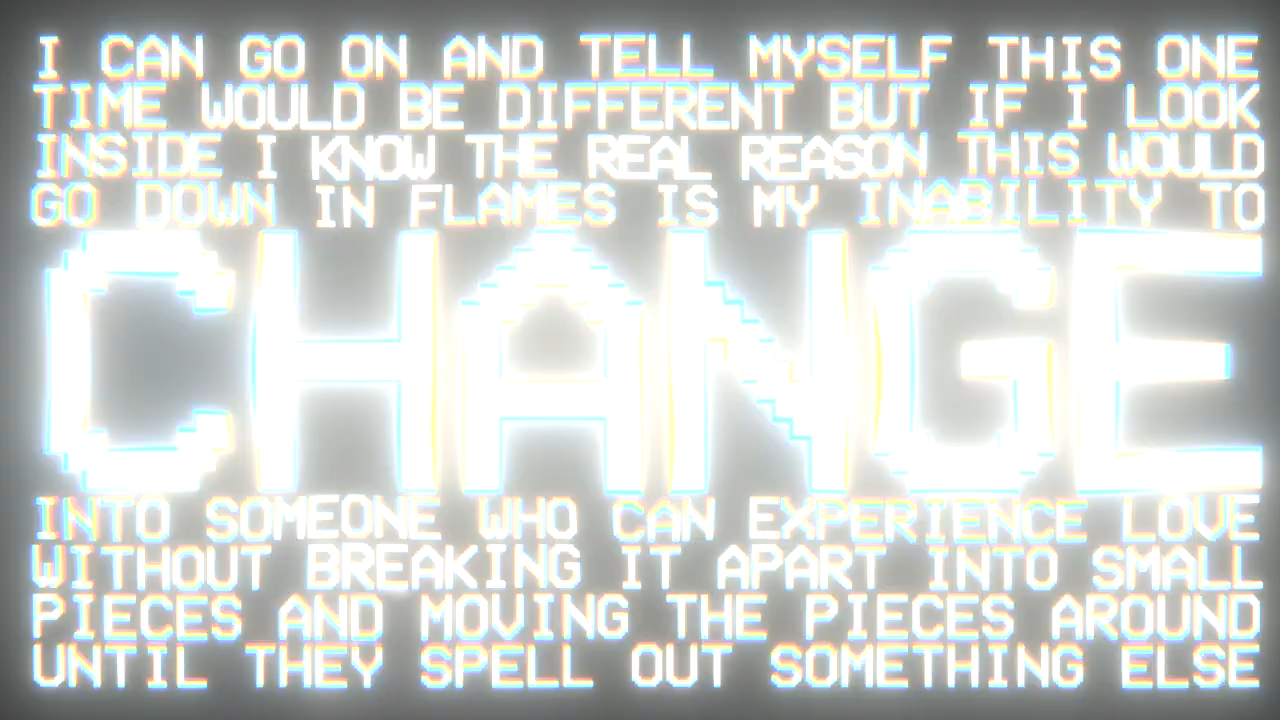 I CAN GO ON AND TELL MYSELF THIS ONE
TIME WOULD BE DIFFERENT BUT IF I LOOK
INSIDE I KNOW THE REAL REASON THIS WOULD
GO DOWN IN FLAMES IS MY INABILITY TO
CHANGE
INTO SOMEONE WHO CAN EXPERIENCE LOVE
WITHOUT BREAKING IT APART INTO SMALL
PIECES AND MOVING THE PIECES AROUND
UNTIL THEY SPELL OUT SOMETHING ELSE